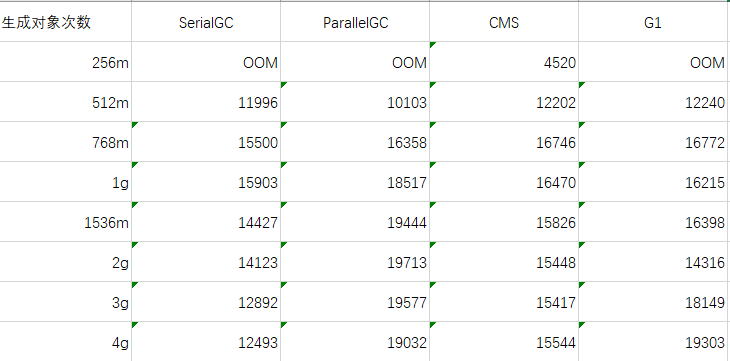 生成对象次数 SerialGC ParallelGC CMS G1
256m OOM OOM 4520 OOM
512m 11996 10103 12202 12240
768m 15500 16358 16746 16772
1g 15903 18517 16470 16215
1536m 14427 19444 15826 16398
2g 14123 19713 15448 14316
3g 12892 19577 15417 18149
4g 12493 19032 15544 19303